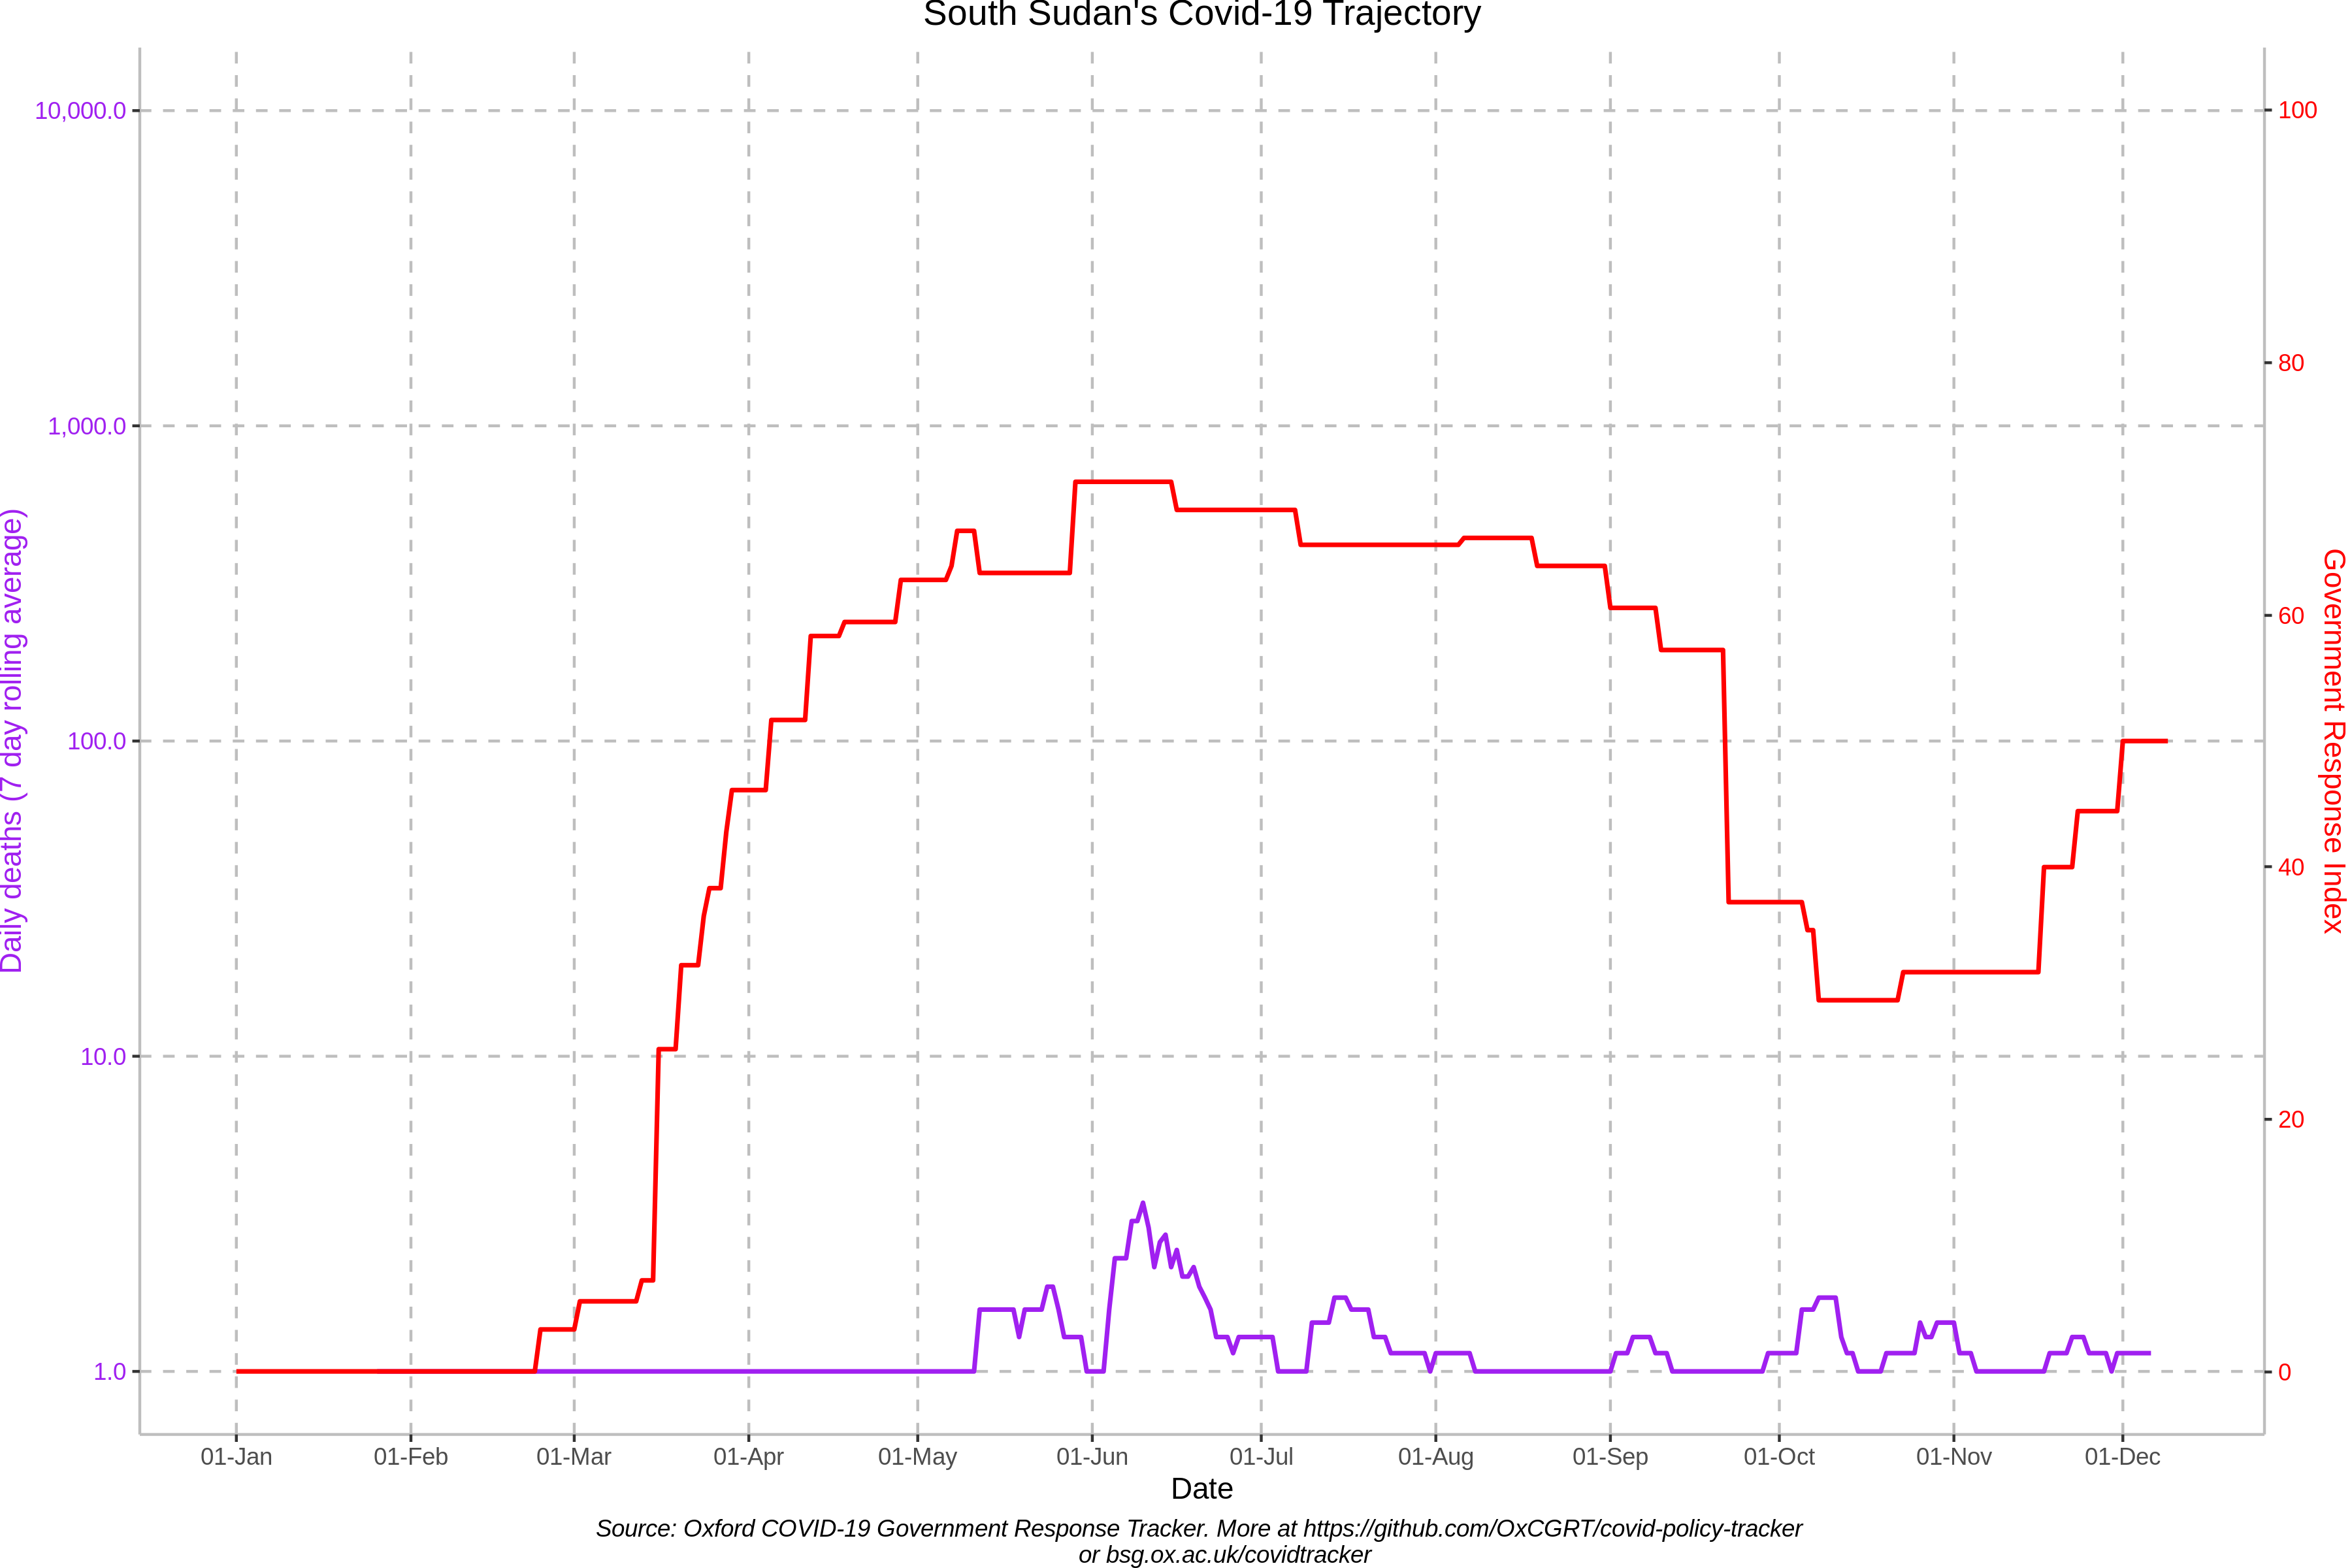 South Sudan's Covid-19 Trajectory
10,000.0
1,000.0
100.0
10.0
1.0
Daily deaths (7 day rolling average)
100
80
60
40
20
0
Government Response Index
01-Jan 01-Feb 01-Mar 01-Apr 01-May 01-Jun 01-Jul 01-Aug 01-Sep 01-Oct 01-Nov 01-Dec
Date
Source: Oxford COVID-19 Government Response Tracker. More at https://github.com/OxCGRT/covid-policy-tracker
or bsg.ox.ac.uk/covidtracker